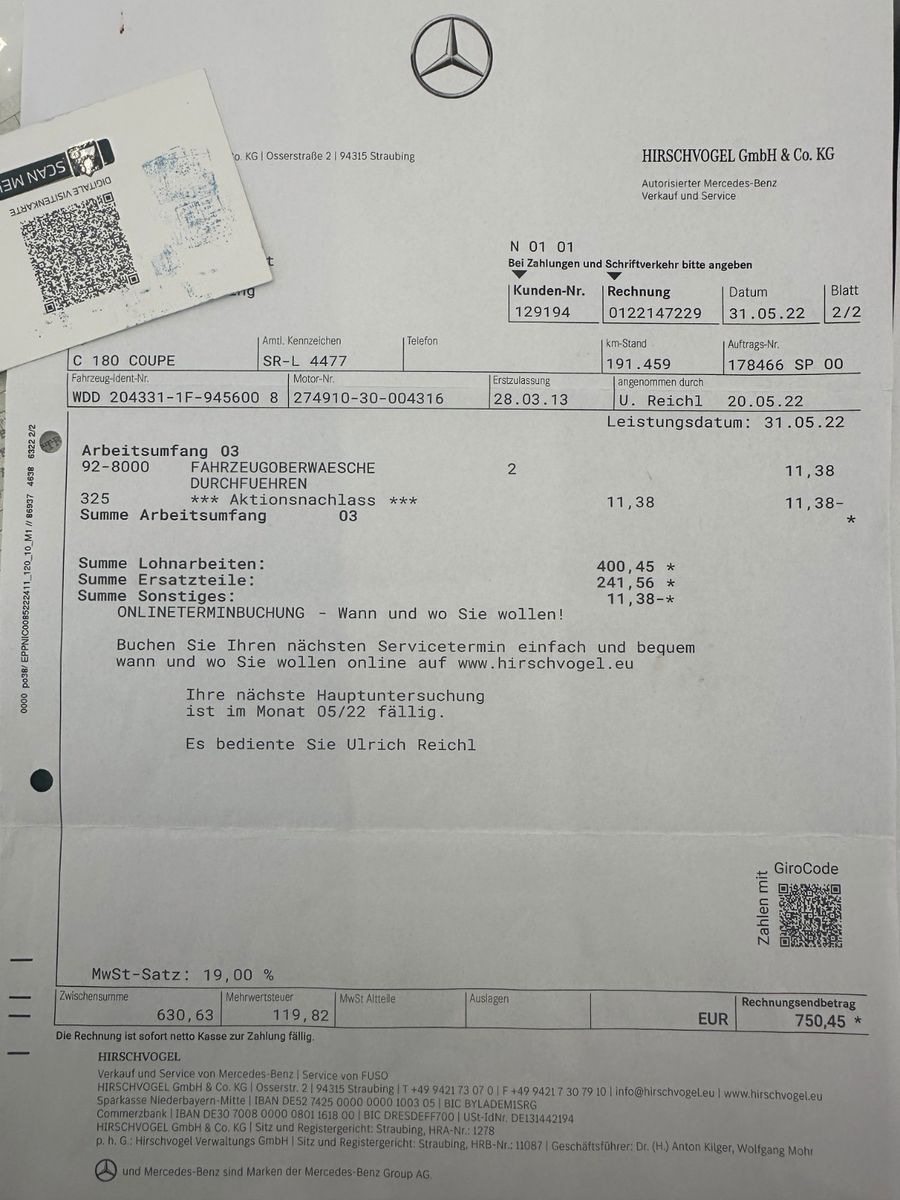 SCAN ME
DIGITALE VISITENKARTE
o. KG | Osserstraße 2 | 94315 Straubing
HIRSCHVOGEL GmbH & Co. KG
Autorisierter Mercedes-Benz
Verkauf und Service
N 01 01
Bei Zahlungen und Schriftverkehr bitte angeben
Kunden-Nr. Rechnung Datum Blatt
129194 0122147229 31.05.22 2/2
Amtl. Kennzeichen Telefon km-Stand Auftrags-Nr.
C 180 COUPE SR-L 4477 191.459 178466 SP 00
Fahrzeug-Ident-Nr. Motor-Nr. Erstzulassung angenommen durch
WDD 204331-1F-945600 8 274910-30-004316 28.03.13 U. Reichl 20.05.22
Leistungsdatum: 31.05.22
Arbeitsumfang 03
92-8000 FAHRZEUGOBERWAESCHE 2 11,38
DURCHFUEHREN
325 *** Aktionsnachlass *** 11,38 11,38-
Summe Arbeitsumfang 03 *
Summe Lohnarbeiten: 400,45 *
Summe Ersatzteile: 241,56 *
Summe Sonstiges: 11,38-*
ONLINETERMINBUCHUNG - Wann und wo Sie wollen!
Buchen Sie Ihren nächsten Servicetermin einfach und bequem
wann und wo Sie wollen online auf www.hirschvogel.eu
Ihre nächste Hauptuntersuchung
ist im Monat 05/22 fällig.
Es bediente Sie Ulrich Reichl
0000 po38/ EPPNIC0085222411_120_10_M1 // 86937 4638 6322 2/2
GiroCode
Zahlen mit
MwSt-Satz: 19,00 %
Zwischensumme Mehrwertsteuer MwSt Altteile Auslagen Rechnungsendbetrag
630,63 119,82 EUR 750,45 *
Die Rechnung ist sofort netto Kasse zur Zahlung fällig.
HIRSCHVOGEL
Verkauf und Service von Mercedes-Benz | Service von FUSO
HIRSCHVOGEL GmbH & Co. KG | Osserstr. 2 | 94315 Straubing | T +49 9421 73 07 0 | F +49 9421 7 30 79 10 | info@hirschvogel.eu | www.hirschvogel.eu
Sparkasse Niederbayern-Mitte | IBAN DE52 7425 0000 0000 1003 05 | BIC BYLADEM1SRG
Commerzbank | IBAN DE30 7008 0000 0801 1618 00 | BIC DRESDEFF700 | USt-IdNr. DE131442194
HIRSCHVOGEL GmbH & Co. KG | Sitz und Registergericht: Straubing, HRA-Nr.: 1278
p. h. G.: Hirschvogel Verwaltungs GmbH | Sitz und Registergericht: Straubing, HRB-Nr.: 11087 | Geschäftsführer: Dr. (H.) Anton Kilger, Wolfgang Mohr
und Mercedes-Benz sind Marken der Mercedes-Benz Group AG.